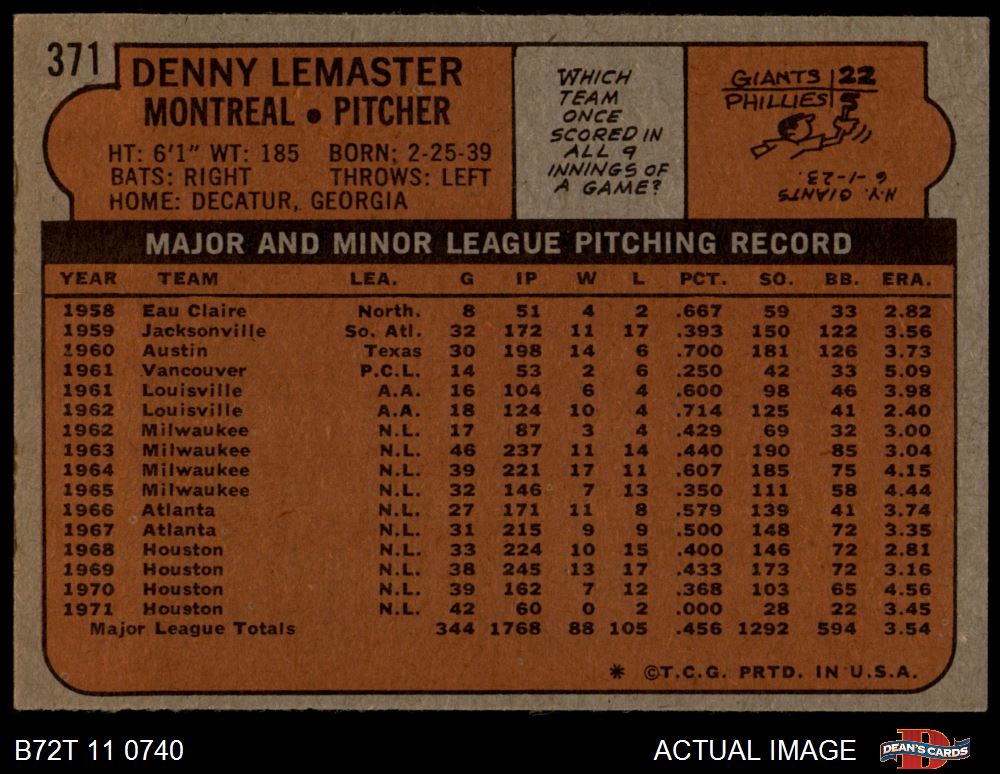 371
DENNY LEMASTER
MONTREAL • PITCHER
HT: 6'1" WT: 185 BORN: 2-25-39
BATS: RIGHT THROWS: LEFT
HOME: DECATUR, GEORGIA
WHICH
TEAM
ONCE
SCORED IN
ALL 9
INNINGS OF
A GAME?
GIANTS 22
PHILLIES 5
N.Y. GIANTS
6-1-23.
MAJOR AND MINOR LEAGUE PITCHING RECORD
YEAR TEAM LEA. G IP W L PCT. SO. BB. ERA.
1958 Eau Claire North. 8 51 4 2 .667 59 33 2.82
1959 Jacksonville So. Atl. 32 172 11 17 .393 150 122 3.56
1960 Austin Texas 30 198 14 6 .700 181 126 3.73
1961 Vancouver P.C.L. 14 53 2 6 .250 42 33 5.09
1961 Louisville A.A. 16 104 6 4 .600 98 46 3.98
1962 Louisville A.A. 18 124 10 4 .714 125 41 2.40
1962 Milwaukee N.L. 17 87 3 4 .429 69 32 3.00
1963 Milwaukee N.L. 46 237 11 14 .440 190 85 3.04
1964 Milwaukee N.L. 39 221 17 11 .607 185 75 4.15
1965 Milwaukee N.L. 32 146 7 13 .350 111 58 4.44
1966 Atlanta N.L. 27 171 11 8 .579 139 41 3.74
1967 Atlanta N.L. 31 215 9 9 .500 148 72 3.35
1968 Houston N.L. 33 224 10 15 .400 146 72 2.81
1969 Houston N.L. 38 245 13 17 .433 173 72 3.16
1970 Houston N.L. 39 162 7 12 .368 103 65 4.56
1971 Houston N.L. 42 60 0 2 .000 28 22 3.45
Major League Totals 344 1768 88 105 .456 1292 594 3.54
* ©T.C.G. PRTD. IN U.S.A.
B72T 11 0740
ACTUAL IMAGE
DEAN'S CARDS